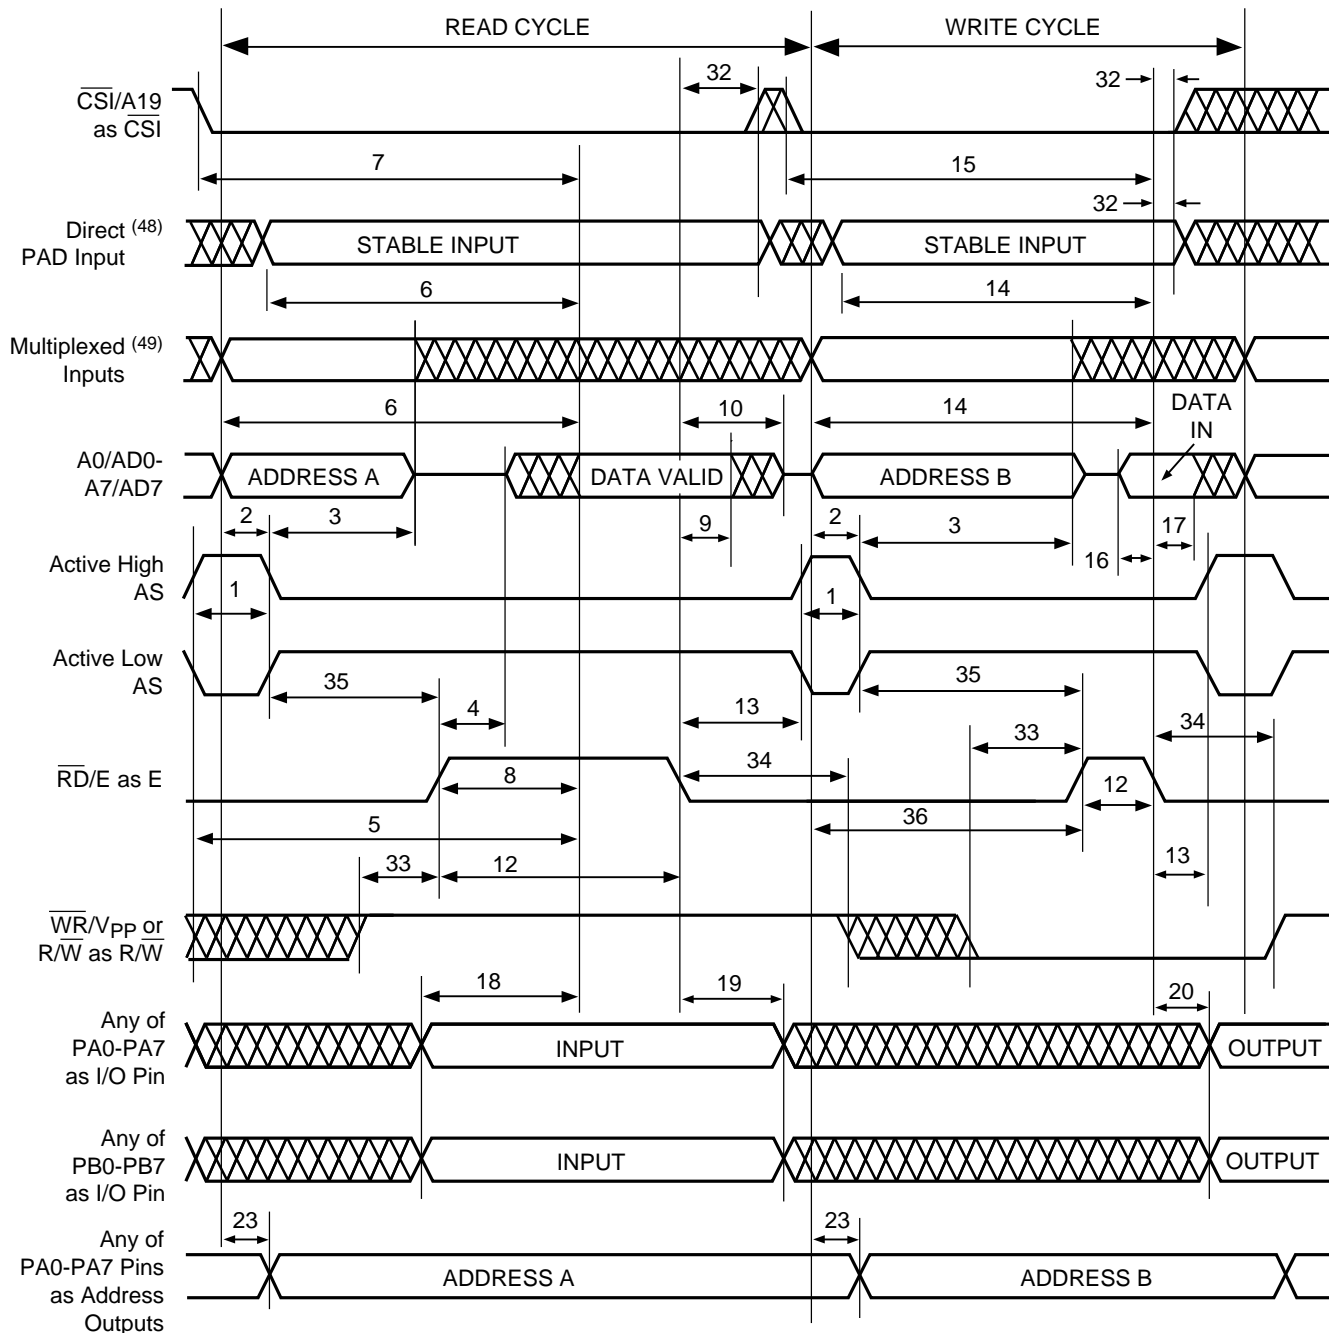 READ CYCLE
WRITE CYCLE
32
32
CSI/A19
as CSI
7
15
32
Direct (48)
PAD Input
STABLE INPUT
STABLE INPUT
6
14
Multiplexed (49)
Inputs
6
10
14
DATA
IN
A0/AD0-
A7/AD7
ADDRESS A
DATA VALID
ADDRESS B
2
3
9
2
3
17
16
Active High
AS
1
1
Active Low
AS
35
4
13
35
33
34
34
RD/E as E
8
12
5
36
33
12
13
WR/VPP or
R/W as R/W
18
19
20
Any of
PA0-PA7
as I/O Pin
INPUT
OUTPUT
Any of
PB0-PB7
as I/O Pin
INPUT
OUTPUT
23
23
Any of
PA0-PA7 Pins
as Address
Outputs
ADDRESS A
ADDRESS B